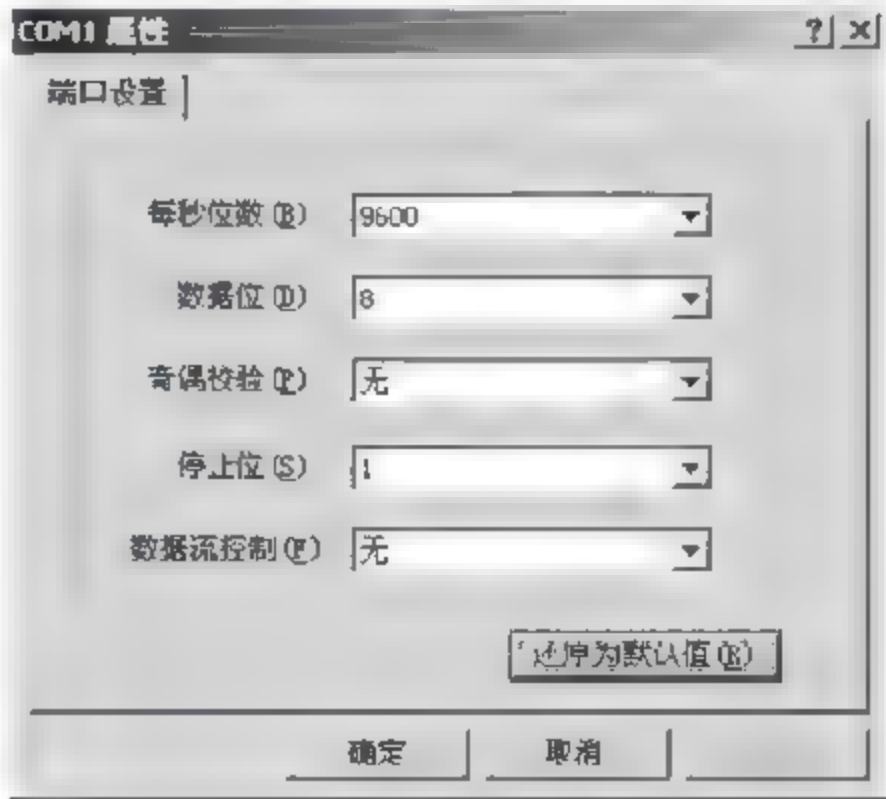 COM1 属性
端口设置
每秒位数(B) 9600
数据位(D) 8
奇偶校验(P) 无
停止位(S) 1
数据流控制(F) 无
还原为默认值(R)
确定 取消